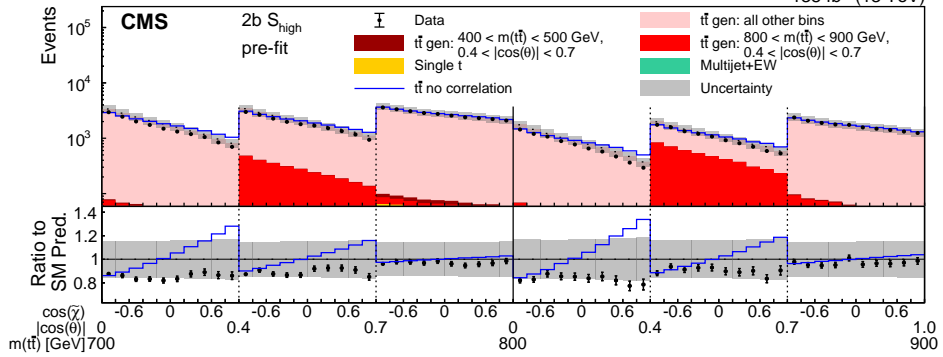 CMS
2b S_high
pre-fit
Data
tt̄ gen: 400 < m(tt̄) < 500 GeV,
0.4 < |cos(θ)| < 0.7
Single t
tt̄ no correlation
tt̄ gen: all other bins
tt̄ gen: 800 < m(tt̄) < 900 GeV,
0.4 < |cos(θ)| < 0.7
Multijet+EW
Uncertainty
Events
10^5
10^4
10^3
Ratio to
SM Pred.
1.4
1.2
1
0.8
cos(χ̃) -0.6 0 0.6 -0.6 0 0.6 -0.6 0 0.6 -0.6 0 0.6 -0.6 0 0.6 -0.6 0 0.6
|cos(θ)| 0 0.4 0.7 0 0.4 0.7 1.0
m(tt̄) [GeV] 700 800 900